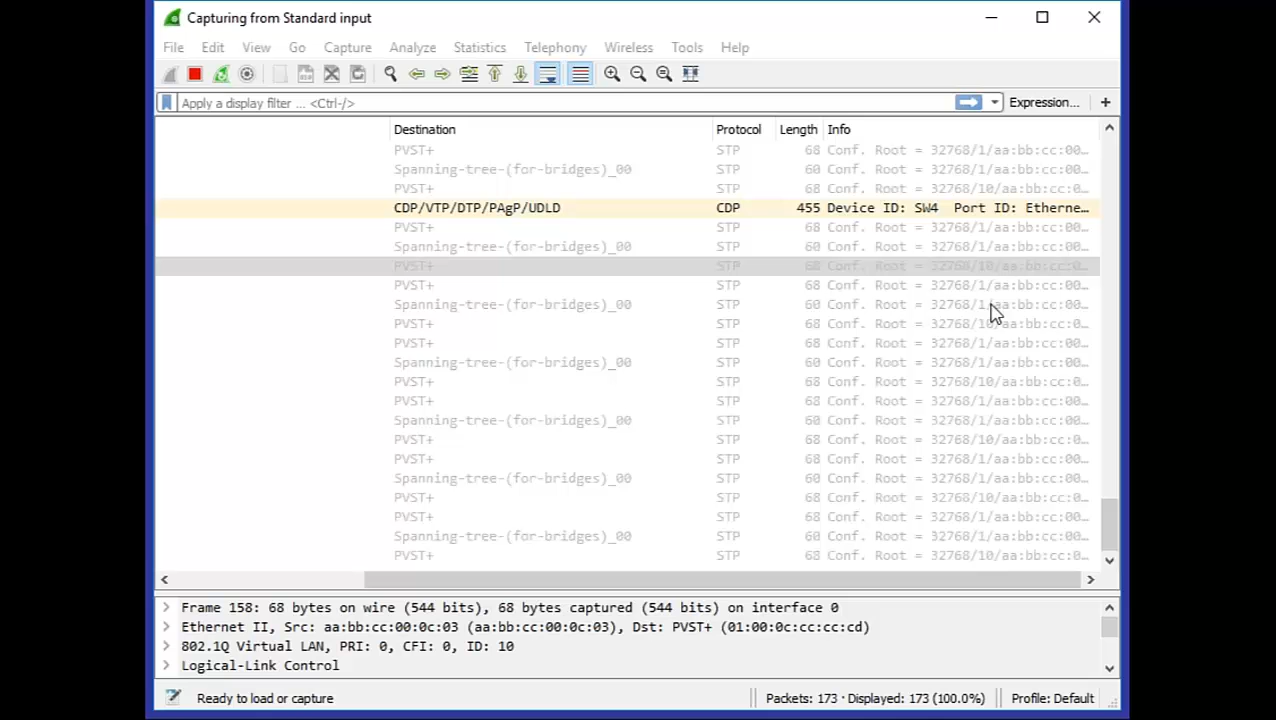 Capturing from Standard input
File Edit View Go Capture Analyze Statistics Telephony Wireless Tools Help
Apply a display filter ... <Ctrl-/> Expression... +
Destination Protocol Length Info
PVST+ STP 68 Conf. Root = 32768/1/aa:bb:cc:00…
Spanning-tree-(for-bridges)_00 STP 60 Conf. Root = 32768/1/aa:bb:cc:00…
PVST+ STP 68 Conf. Root = 32768/10/aa:bb:cc:0…
CDP/VTP/DTP/PAgP/UDLD CDP 455 Device ID: SW4 Port ID: Etherne…
PVST+ STP 68 Conf. Root = 32768/1/aa:bb:cc:00…
Spanning-tree-(for-bridges)_00 STP 60 Conf. Root = 32768/1/aa:bb:cc:00…
PVST+ STP 68 Conf. Root = 32768/10/aa:bb:cc:0…
PVST+ STP 68 Conf. Root = 32768/1/aa:bb:cc:00…
Spanning-tree-(for-bridges)_00 STP 60 Conf. Root = 32768/1/aa:bb:cc:00…
PVST+ STP 68 Conf. Root = 32768/10/aa:bb:cc:0…
PVST+ STP 68 Conf. Root = 32768/1/aa:bb:cc:00…
Spanning-tree-(for-bridges)_00 STP 60 Conf. Root = 32768/1/aa:bb:cc:00…
PVST+ STP 68 Conf. Root = 32768/10/aa:bb:cc:0…
PVST+ STP 68 Conf. Root = 32768/1/aa:bb:cc:00…
Spanning-tree-(for-bridges)_00 STP 60 Conf. Root = 32768/1/aa:bb:cc:00…
PVST+ STP 68 Conf. Root = 32768/10/aa:bb:cc:0…
PVST+ STP 68 Conf. Root = 32768/1/aa:bb:cc:00…
Spanning-tree-(for-bridges)_00 STP 60 Conf. Root = 32768/1/aa:bb:cc:00…
PVST+ STP 68 Conf. Root = 32768/10/aa:bb:cc:0…
PVST+ STP 68 Conf. Root = 32768/1/aa:bb:cc:00…
Spanning-tree-(for-bridges)_00 STP 60 Conf. Root = 32768/1/aa:bb:cc:00…
PVST+ STP 68 Conf. Root = 32768/10/aa:bb:cc:0…
Frame 158: 68 bytes on wire (544 bits), 68 bytes captured (544 bits) on interface 0
Ethernet II, Src: aa:bb:cc:00:0c:03 (aa:bb:cc:00:0c:03), Dst: PVST+ (01:00:0c:cc:cc:cd)
802.1Q Virtual LAN, PRI: 0, CFI: 0, ID: 10
Logical-Link Control
Ready to load or capture Packets: 173 · Displayed: 173 (100.0%) Profile: Default